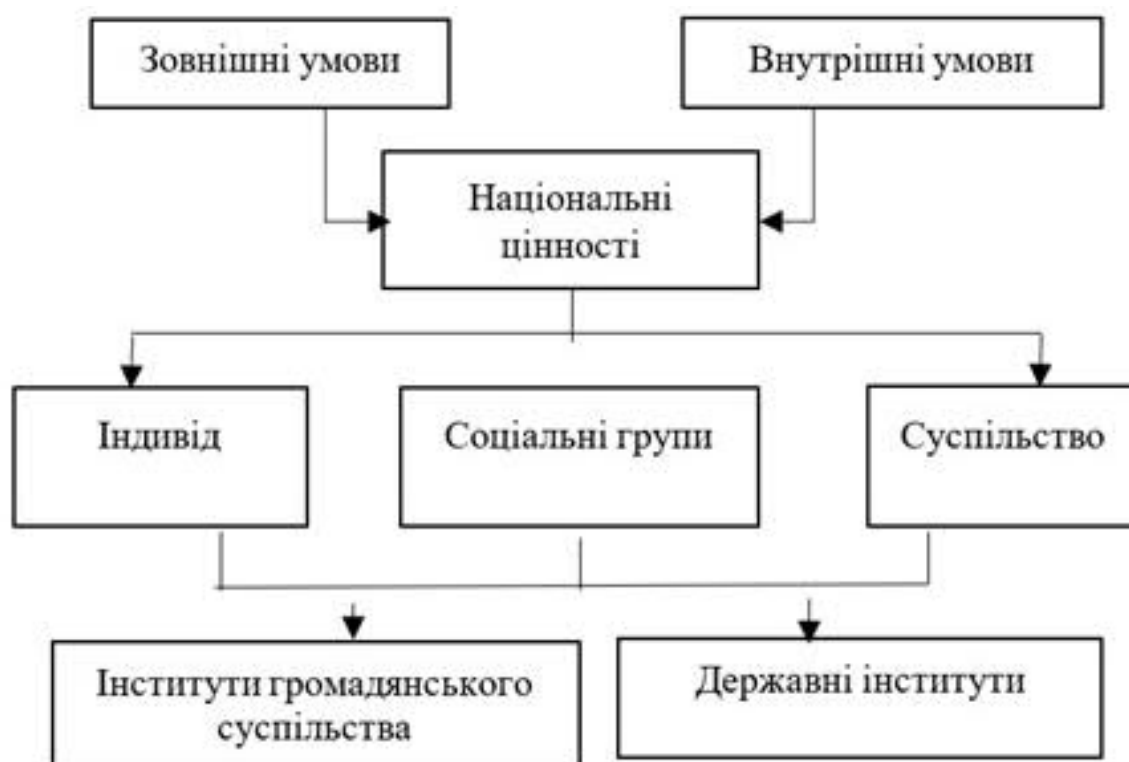 Зовнішні умови
Внутрішні умови
Національні
цінності
Індивід
Соціальні групи
Суспільство
Інститути громадянського
суспільства
Державні інститути